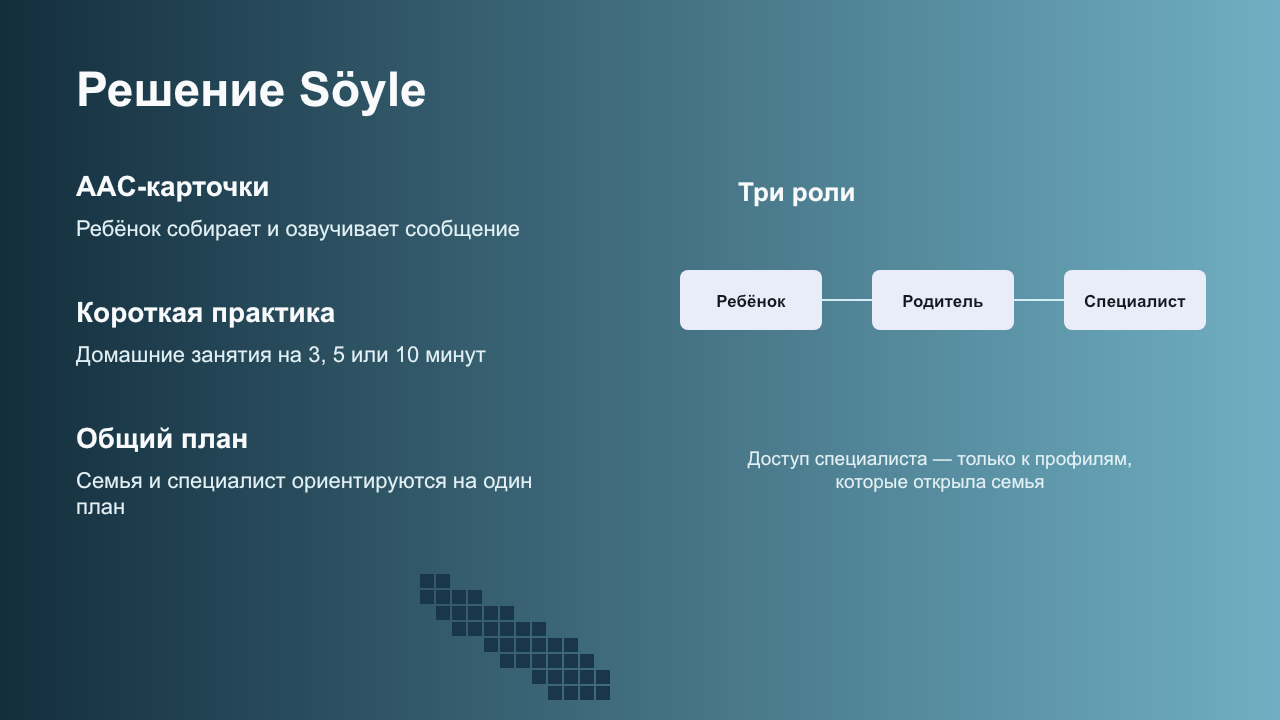 Решение Söyle
AAC-карточки
Ребёнок собирает и озвучивает сообщение
Короткая практика
Домашние занятия на 3, 5 или 10 минут
Общий план
Семья и специалист ориентируются на один
план
Три роли
Ребёнок
Родитель
Специалист
Доступ специалиста — только к профилям,
которые открыла семья